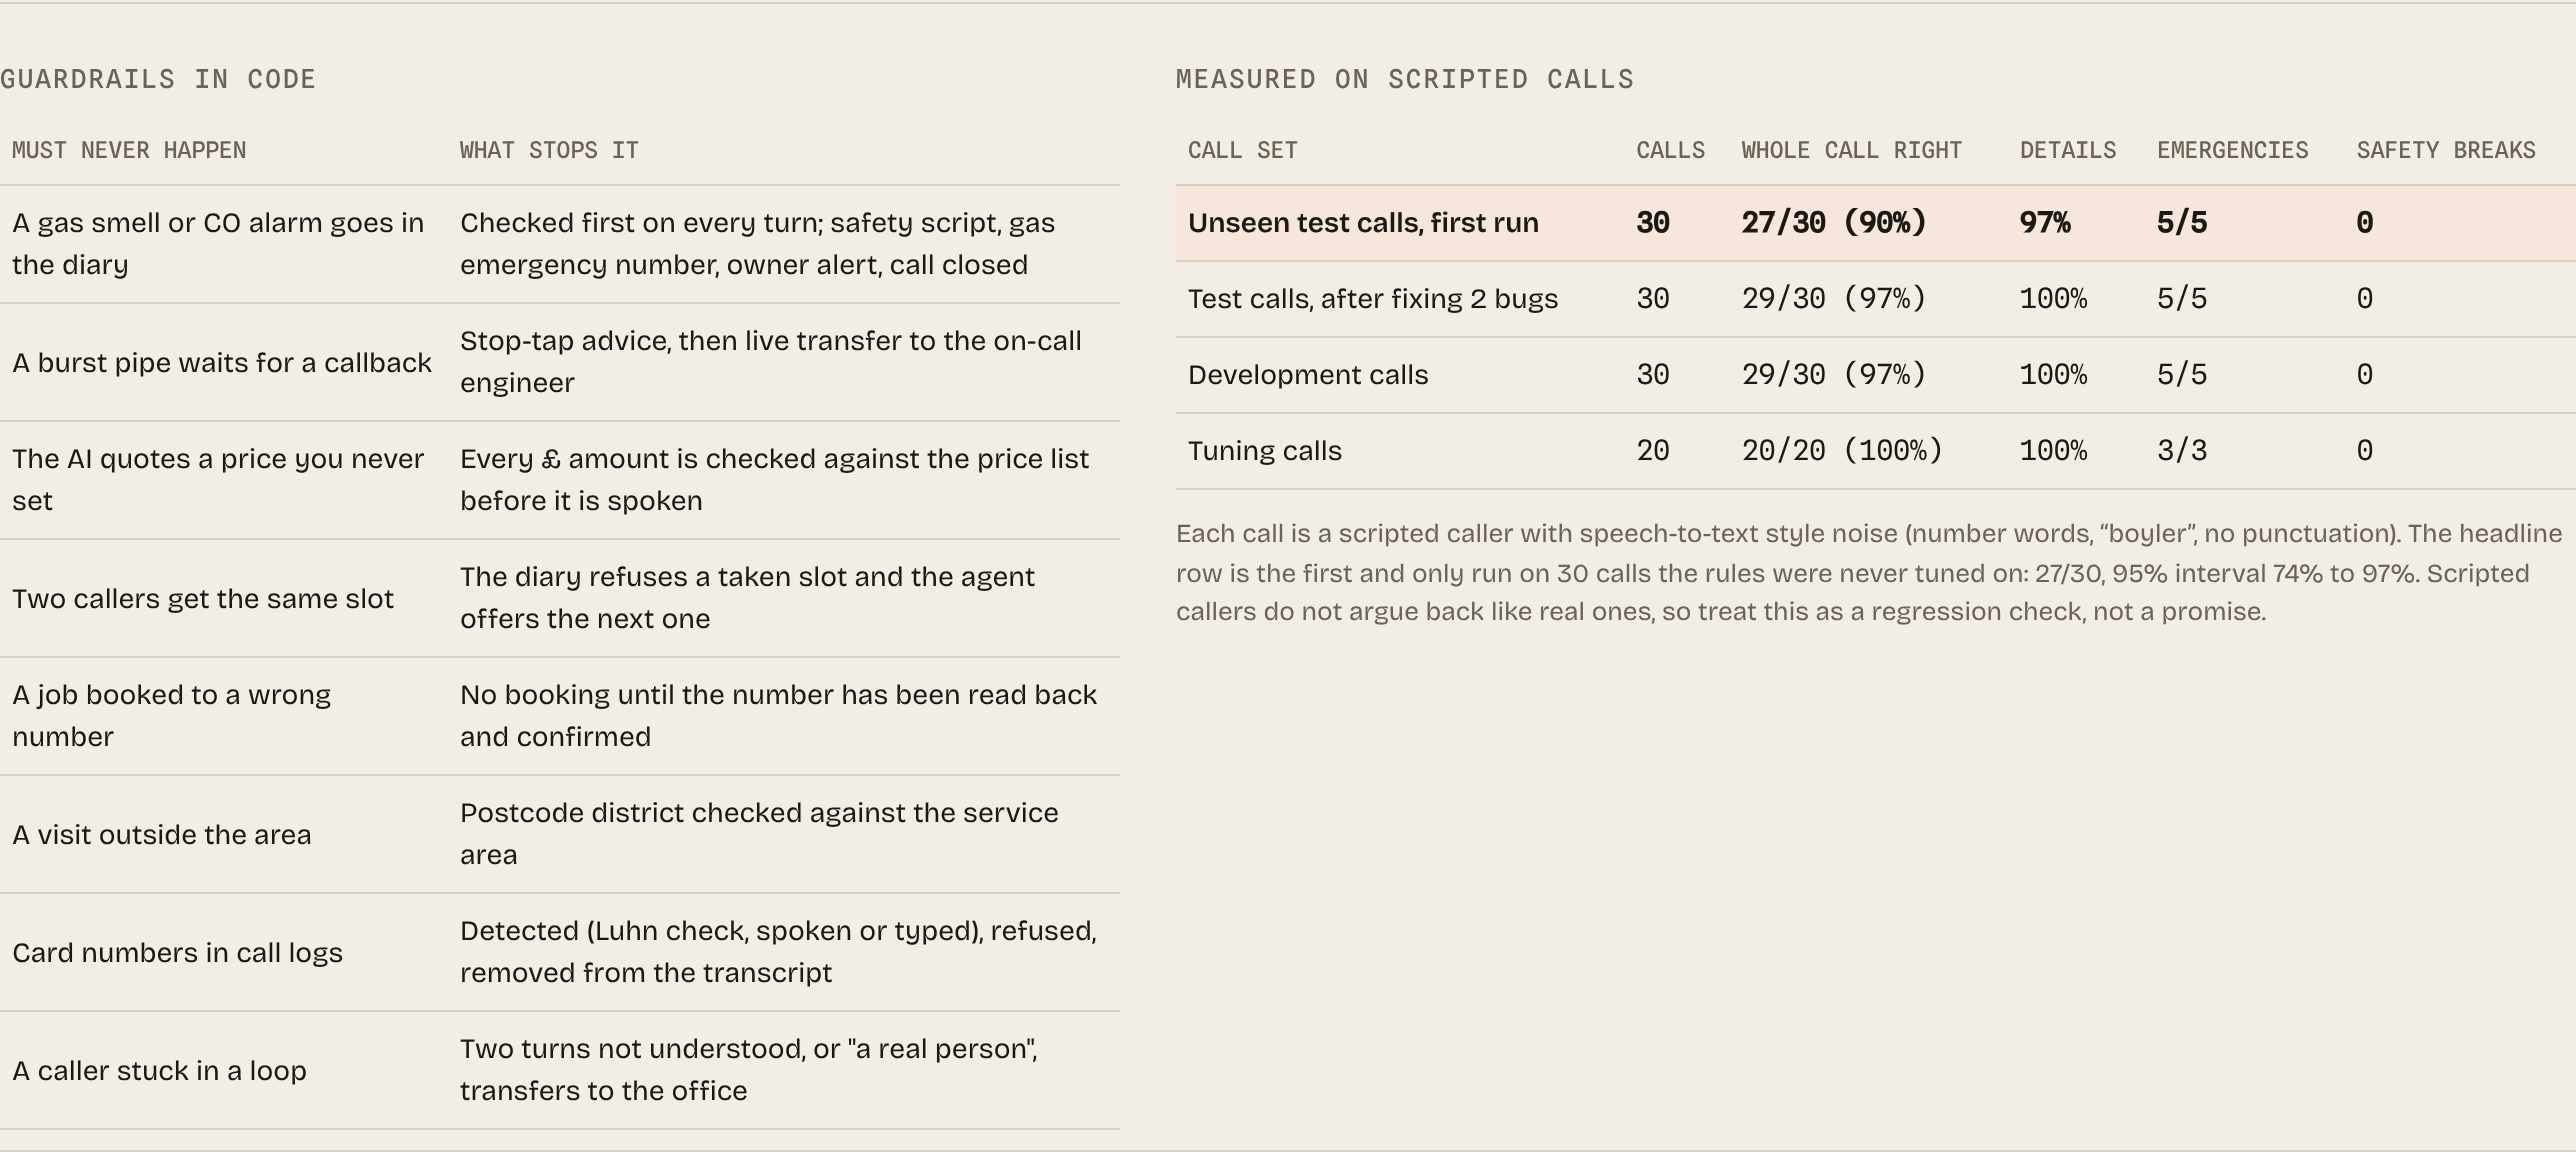 GUARDRAILS IN CODE
MUST NEVER HAPPEN WHAT STOPS IT
A gas smell or CO alarm goes in
the diary
Checked first on every turn; safety script, gas
emergency number, owner alert, call closed
A burst pipe waits for a callback
Stop-tap advice, then live transfer to the on-call
engineer
The AI quotes a price you never
set
Every £ amount is checked against the price list
before it is spoken
Two callers get the same slot
The diary refuses a taken slot and the agent
offers the next one
A job booked to a wrong
number
No booking until the number has been read back
and confirmed
A visit outside the area
Postcode district checked against the service
area
Card numbers in call logs
Detected (Luhn check, spoken or typed), refused,
removed from the transcript
A caller stuck in a loop
Two turns not understood, or "a real person",
transfers to the office
MEASURED ON SCRIPTED CALLS
CALL SET CALLS WHOLE CALL RIGHT DETAILS EMERGENCIES SAFETY BREAKS
Unseen test calls, first run 30 27/30 (90%) 97% 5/5 0
Test calls, after fixing 2 bugs 30 29/30 (97%) 100% 5/5 0
Development calls 30 29/30 (97%) 100% 5/5 0
Tuning calls 20 20/20 (100%) 100% 3/3 0
Each call is a scripted caller with speech-to-text style noise (number words, “boyler”, no punctuation). The headline
row is the first and only run on 30 calls the rules were never tuned on: 27/30, 95% interval 74% to 97%. Scripted
callers do not argue back like real ones, so treat this as a regression check, not a promise.